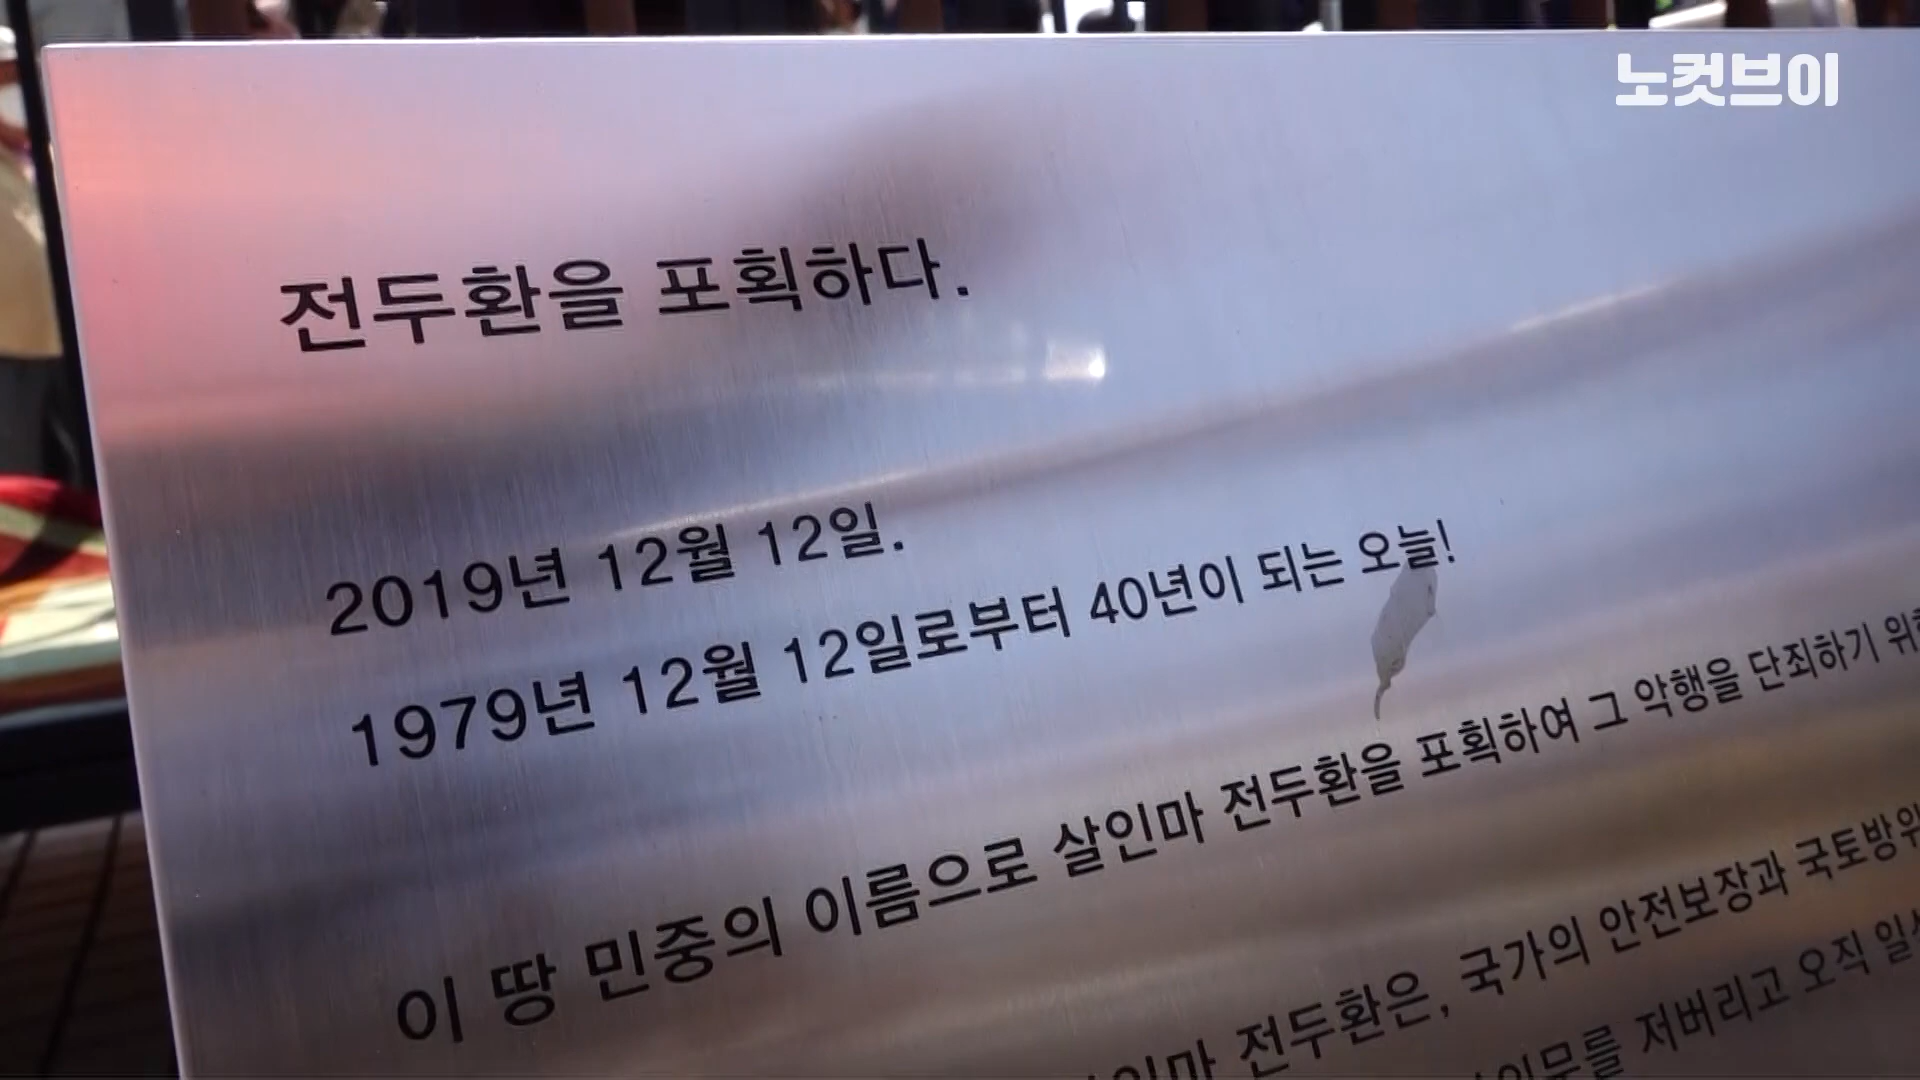 노컷브이
전두환을 포획하다.
2019년 12월 12일.
1979년 12월 12일로부터 40년이 되는 오늘!
이 땅 민중의 이름으로 살인마 전두환을 포획하여 그 악행을 단죄하기
전두환은, 국가의 안전보장과
저버리고 오직